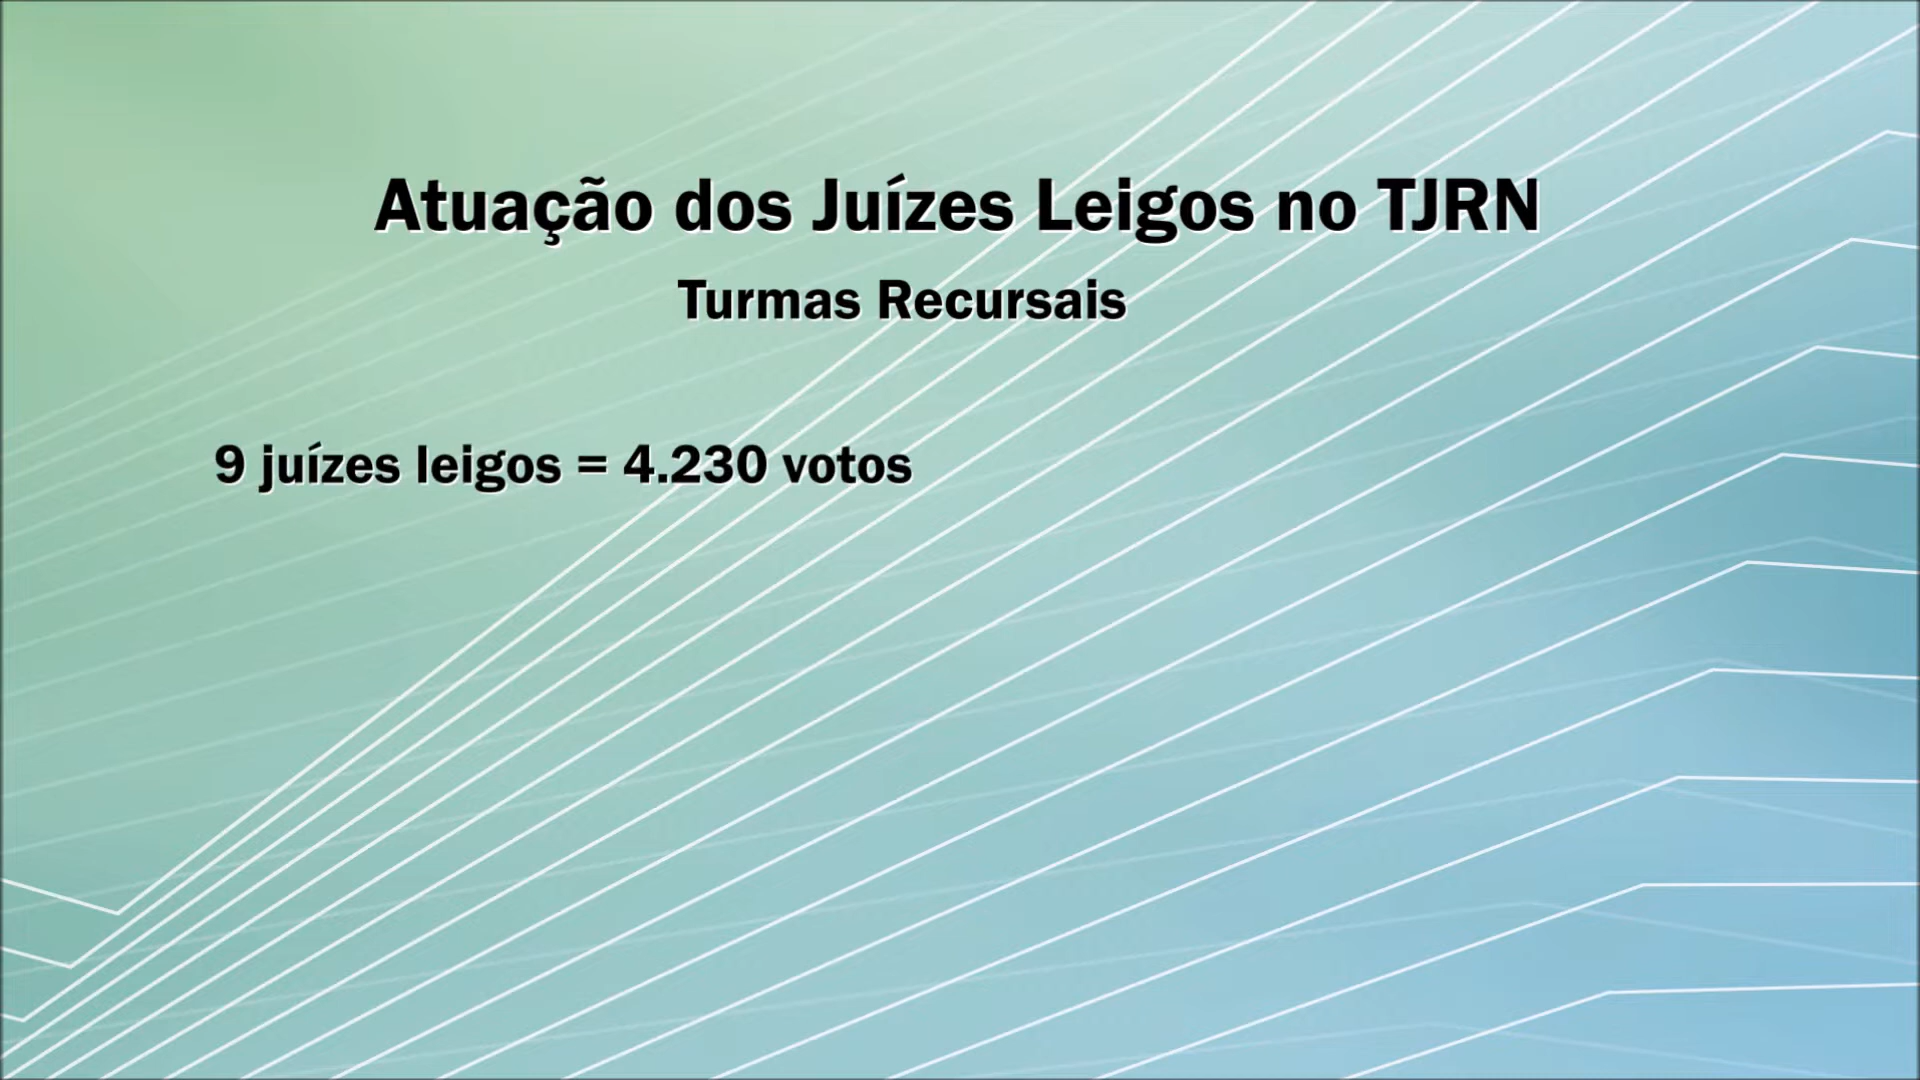 Atuação dos Juízes Leigos no TJRN
Turmas Recursais
9 juízes leigos = 4.230 votos